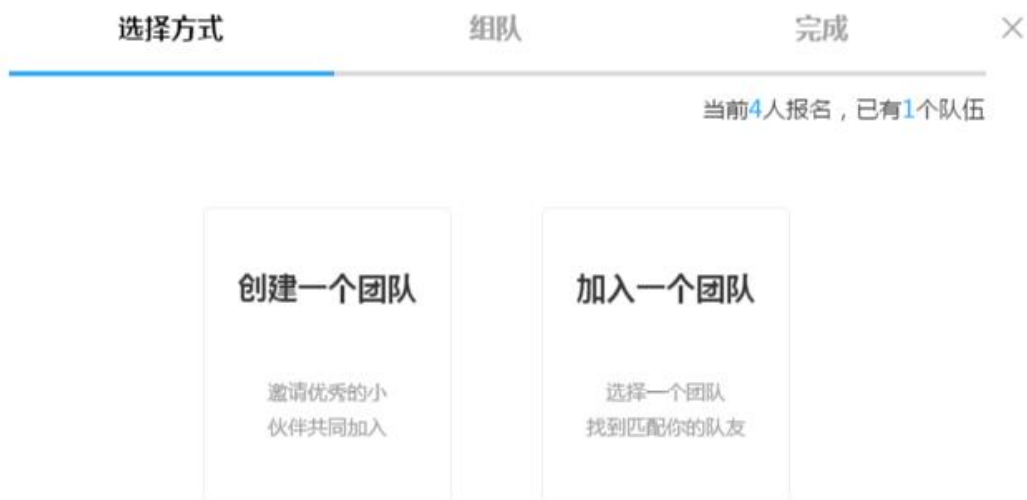 选择方式 组队 完成
当前4人报名，已有1个队伍
创建一个团队
邀请优秀的小
伙伴共同加入
加入一个团队
选择一个团队
找到匹配你的队友